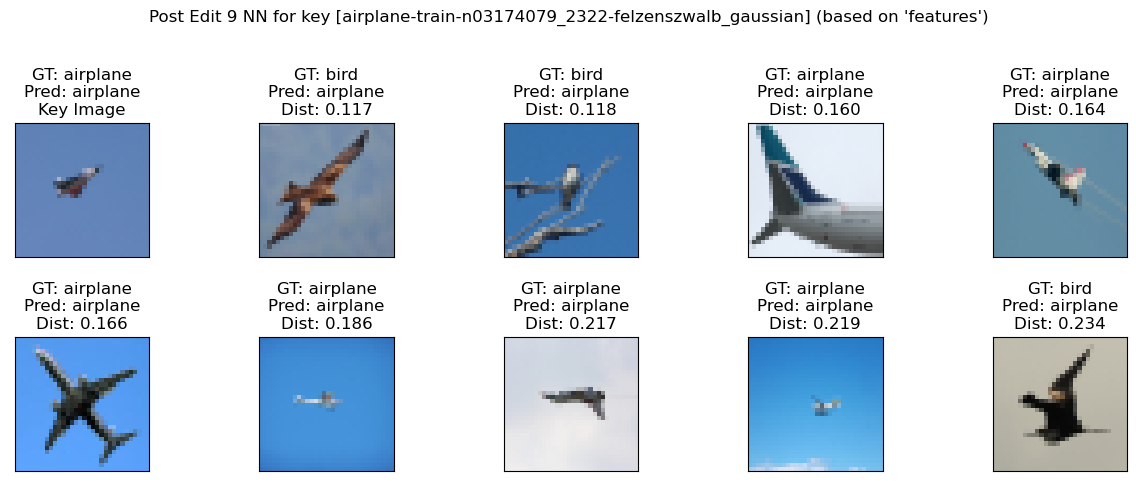 Post Edit 9 NN for key [airplane-train-n03174079_2322-felzenszwalb_gaussian] (based on 'features')
GT: airplane
Pred: airplane
Key Image
GT: bird
Pred: airplane
Dist: 0.117
GT: bird
Pred: airplane
Dist: 0.118
GT: airplane
Pred: airplane
Dist: 0.160
GT: airplane
Pred: airplane
Dist: 0.164
GT: airplane
Pred: airplane
Dist: 0.166
GT: airplane
Pred: airplane
Dist: 0.186
GT: airplane
Pred: airplane
Dist: 0.217
GT: airplane
Pred: airplane
Dist: 0.219
GT: bird
Pred: airplane
Dist: 0.234